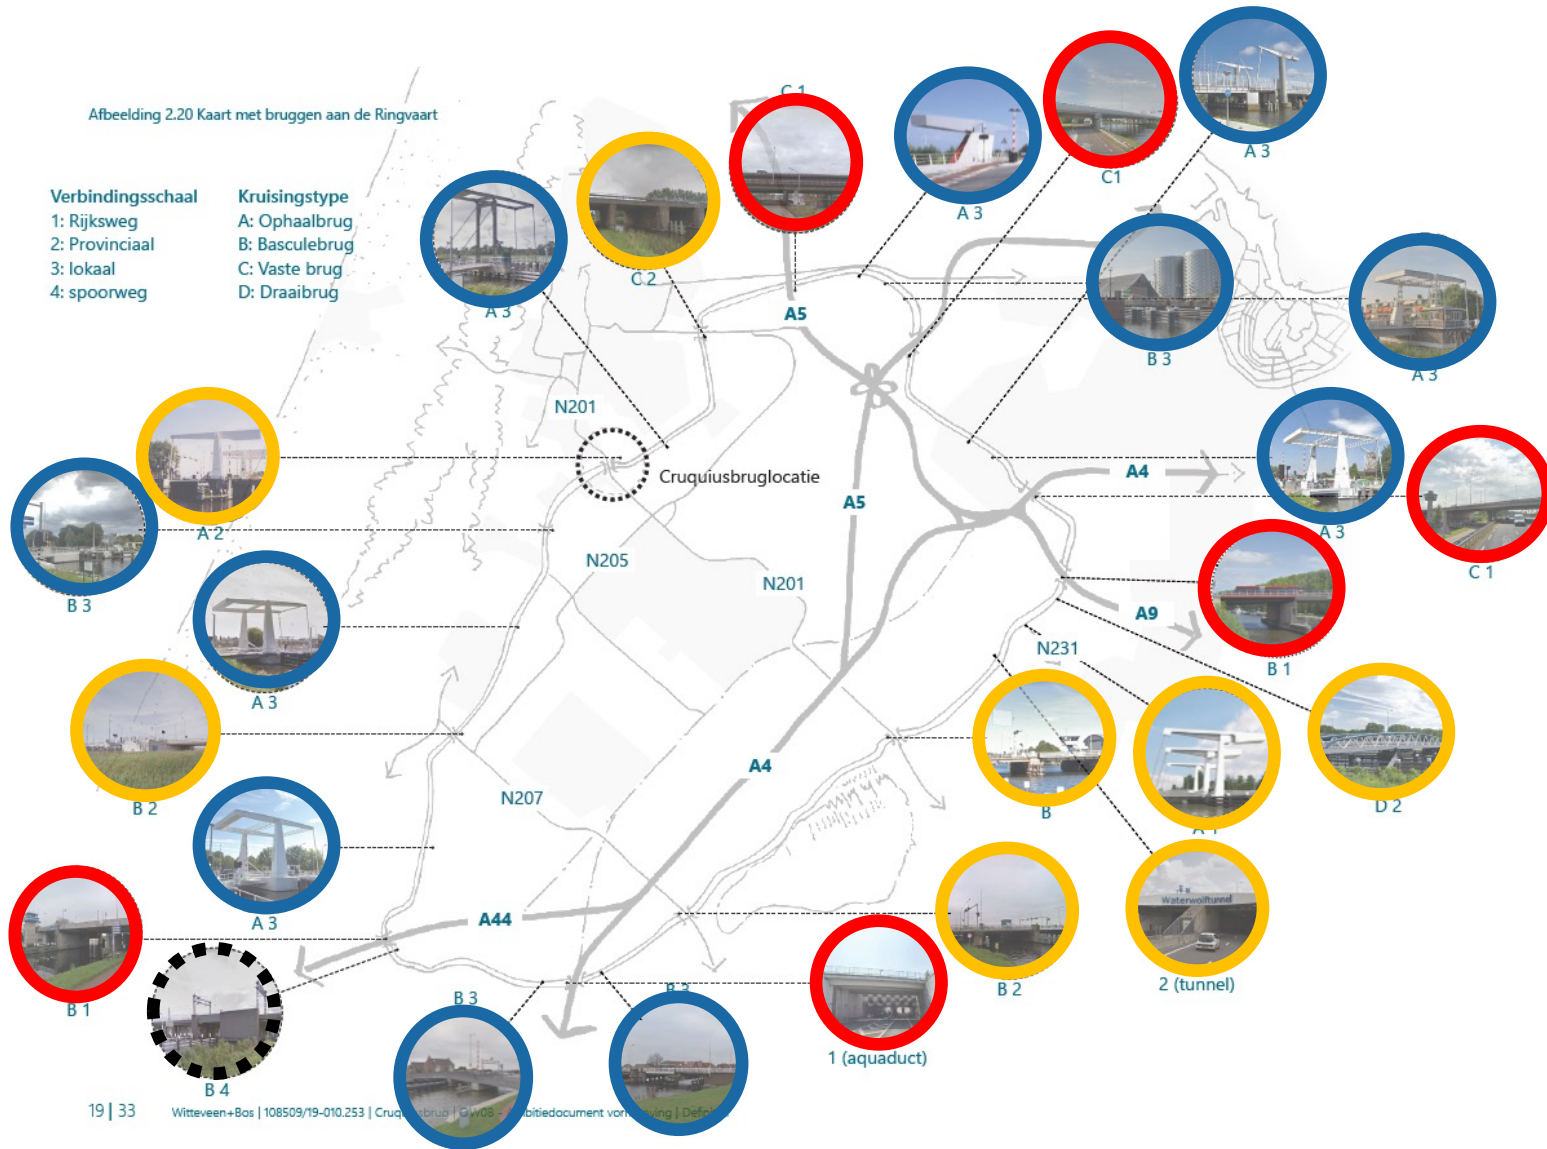 C 1
Afbeelding 2.20 Kaart met bruggen aan de Ringvaart
A 3
C1
A 3
Verbindingsschaal
1: Rijksweg
2: Provinciaal
3: lokaal
4: spoorweg
Kruisingstype
A: Ophaalbrug
B: Basculebrug
C: Vaste brug
D: Draaibrug
A 3
C 2
A5
B 3
A 3
N201
Cruquiusbruglocatie
A4
A5
A 2
A 3
C 1
B 3
N205
N201
A9
N231
B 1
A 3
B 2
A4
B
D 2
N207
A 3
A44
Waterwolftunnel
B 2
2 (tunnel)
B 1
B 3
B 3
1 (aquaduct)
B 4
19 | 33
Witteveen+Bos | 108509/19-010.253 |